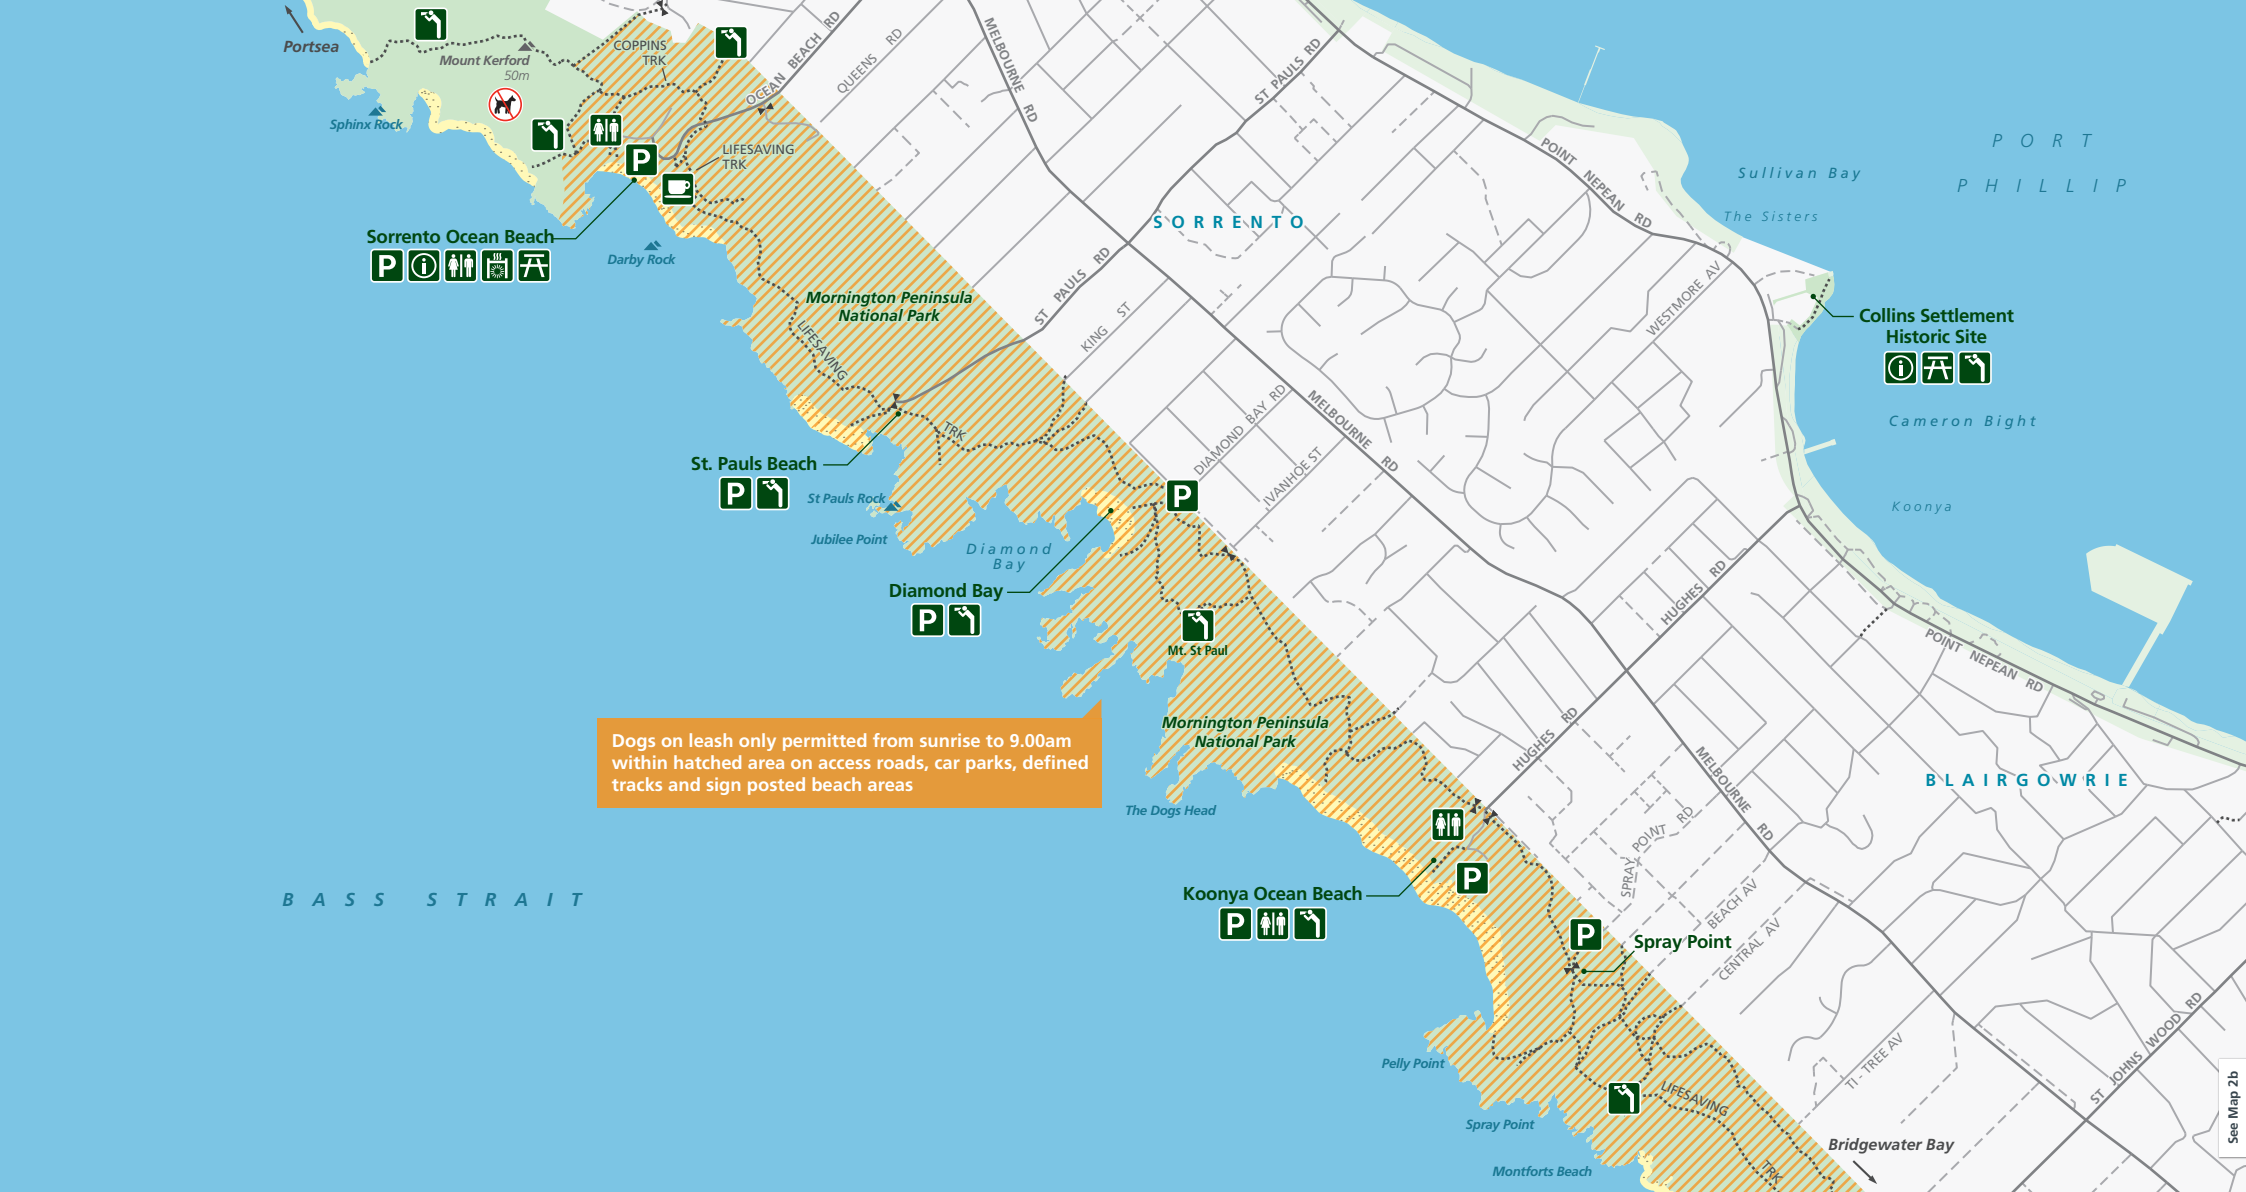 Portsea
COPPINS
TRK
Mount Kerford
50m
OCEAN BEACH RD
QUEENS RD
MELBOURNE RD
ST PAULS RD
Sphinx Rock
LIFESAVING
TRK
POINT NEPEAN RD
PORT
PHILLIP
Sullivan Bay
The Sisters
SORRENTO
Sorrento Ocean Beach
P
P
Darby Rock
Mornington Peninsula
National Park
ST PAULS RD
KING ST
WESTMORE AV
Collins Settlement
Historic Site
LIFESAVING
TRK
DIAMOND BAY RD
IVANHOE ST
MELBOURNE RD
Cameron Bight
St. Pauls Beach
P
St Pauls Rock
Jubilee Point
P
Koonya
Diamond
Bay
Diamond Bay
P
HUGHES RD
Mt. St Paul
POINT NEPEAN RD
Mornington Peninsula
National Park
HUGHES RD
Dogs on leash only permitted from sunrise to 9.00am
within hatched area on access roads, car parks, defined
tracks and sign posted beach areas
The Dogs Head
MELBOURNE RD
BLAIRGOWRIE
SPRAY POINT RD
BASS STRAIT
Koonya Ocean Beach
P
P
BEACH AV
CENTRAL AV
P
Spray Point
Pelly Point
TI - TREE AV
ST JOHNS WOOD RD
LIFESAVING
TRK
Spray Point
Montforts Beach
Bridgewater Bay
See Map 2b